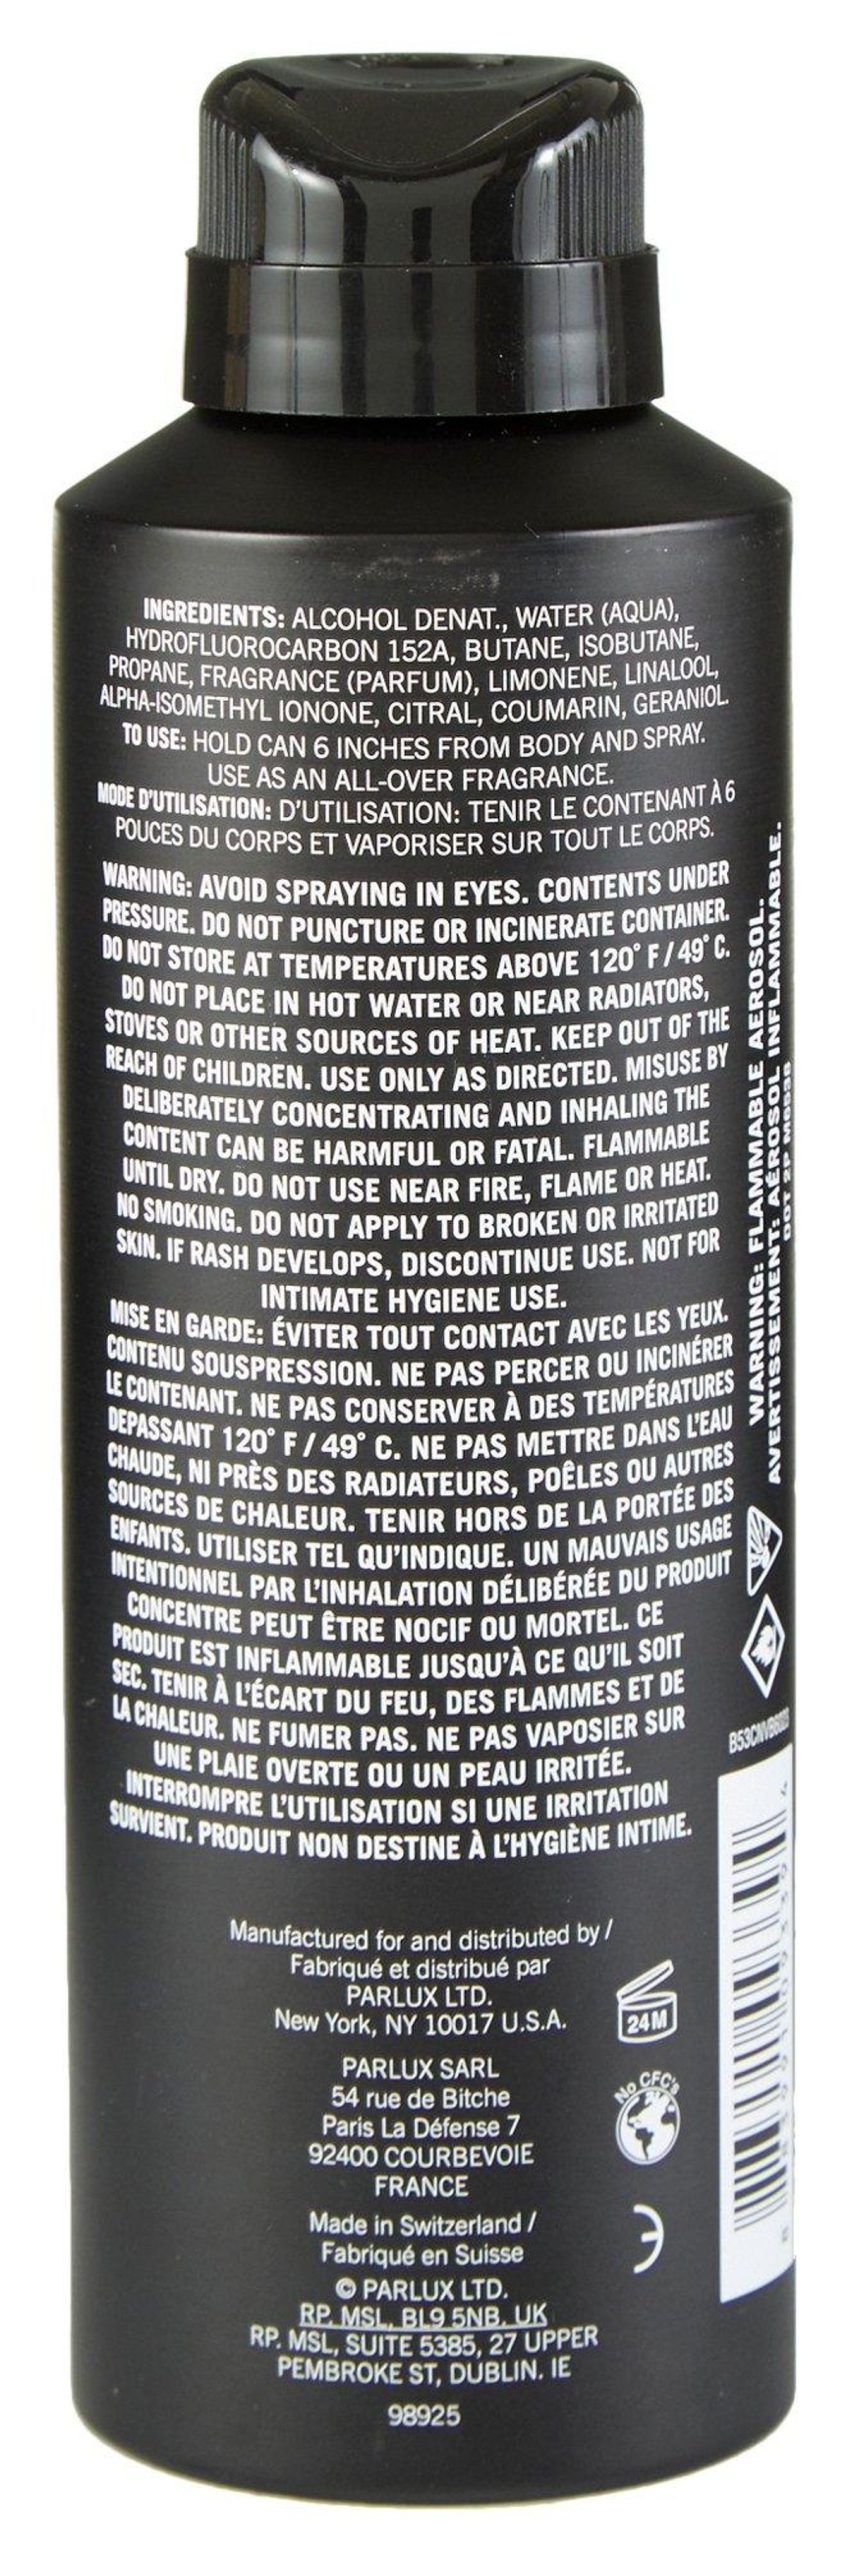 INGREDIENTS: ALCOHOL DENAT., WATER (AQUA),
HYDROFLUOROCARBON 152A, BUTANE, ISOBUTANE,
PROPANE, FRAGRANCE (PARFUM), LIMONENE, LINALOOL,
ALPHA-ISOMETHYL IONONE, CITRAL, COUMARIN, GERANIOL.
TO USE: HOLD CAN 6 INCHES FROM BODY AND SPRAY.
USE AS AN ALL-OVER FRAGRANCE.
MODE D'UTILISATION: D'UTILISATION: TENIR LE CONTENANT À 6
POUCES DU CORPS ET VAPORISER SUR TOUT LE CORPS.
WARNING: AVOID SPRAYING IN EYES. CONTENTS UNDER
PRESSURE. DO NOT PUNCTURE OR INCINERATE CONTAINER.
DO NOT STORE AT TEMPERATURES ABOVE 120° F / 49° C.
DO NOT PLACE IN HOT WATER OR NEAR RADIATORS,
STOVES OR OTHER SOURCES OF HEAT. KEEP OUT OF THE
REACH OF CHILDREN. USE ONLY AS DIRECTED. MISUSE BY
DELIBERATELY CONCENTRATING AND INHALING THE
CONTENT CAN BE HARMFUL OR FATAL. FLAMMABLE
UNTIL DRY. DO NOT USE NEAR FIRE, FLAME OR HEAT.
NO SMOKING. DO NOT APPLY TO BROKEN OR IRRITATED
SKIN. IF RASH DEVELOPS, DISCONTINUE USE. NOT FOR
INTIMATE HYGIENE USE.
MISE EN GARDE: ÉVITER TOUT CONTACT AVEC LES YEUX.
CONTENU SOUSPRESSION. NE PAS PERCER OU INCINÉRER
LE CONTENANT. NE PAS CONSERVER À DES TEMPÉRATURES
DEPASSANT 120° F / 49° C. NE PAS METTRE DANS L'EAU
CHAUDE, NI PRÈS DES RADIATEURS, POÊLES OU AUTRES
SOURCES DE CHALEUR. TENIR HORS DE LA PORTÉE DES
ENFANTS. UTILISER TEL QU'INDIQUE. UN MAUVAIS USAGE
INTENTIONNEL PAR L'INHALATION DÉLIBÉRÉE DU PRODUIT
CONCENTRE PEUT ÊTRE NOCIF OU MORTEL. CE
PRODUIT EST INFLAMMABLE JUSQU'À CE QU'IL SOIT
SEC. TENIR À L'ÉCART DU FEU, DES FLAMMES ET DE
LA CHALEUR. NE FUMER PAS. NE PAS VAPOSIER SUR
UNE PLAIE OVERTE OU UN PEAU IRRITÉE.
INTERROMPRE L'UTILISATION SI UNE IRRITATION
SURVIENT. PRODUIT NON DESTINE À L'HYGIÈNE INTIME.
Manufactured for and distributed by /
Fabriqué et distribué par
PARLUX LTD.
New York, NY 10017 U.S.A.
PARLUX SARL
54 rue de Bitche
Paris La Défense 7
92400 COURBEVOIE
FRANCE
Made in Switzerland /
Fabriqué en Suisse
© PARLUX LTD.
RP. MSL, BL9 5NB, UK
RP. MSL, SUITE 5385, 27 UPPER
PEMBROKE ST, DUBLIN. IE
98925
24M
No CFC's
WARNING: FLAMMABLE AEROSOL.
AVERTISSEMENT: AÉROSOL INFLAMMABLE.
DOT 2P